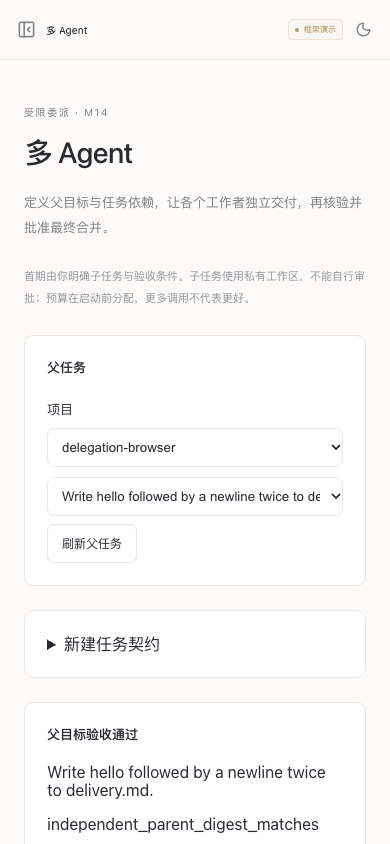 多 Agent
框架演示
受限委派 · M14
多 Agent
定义父目标与任务依赖，让各个工作者独立交付，再核验并
批准最终合并。
首期由你明确子任务与验收条件。子任务使用私有工作区，不能自行审
批；预算在启动前分配，更多调用不代表更好。
父任务
项目
delegation-browser
Write hello followed by a newline twice to de
刷新父任务
新建任务契约
父目标验收通过
Write hello followed by a newline twice
to delivery.md.
independent_parent_digest_matches